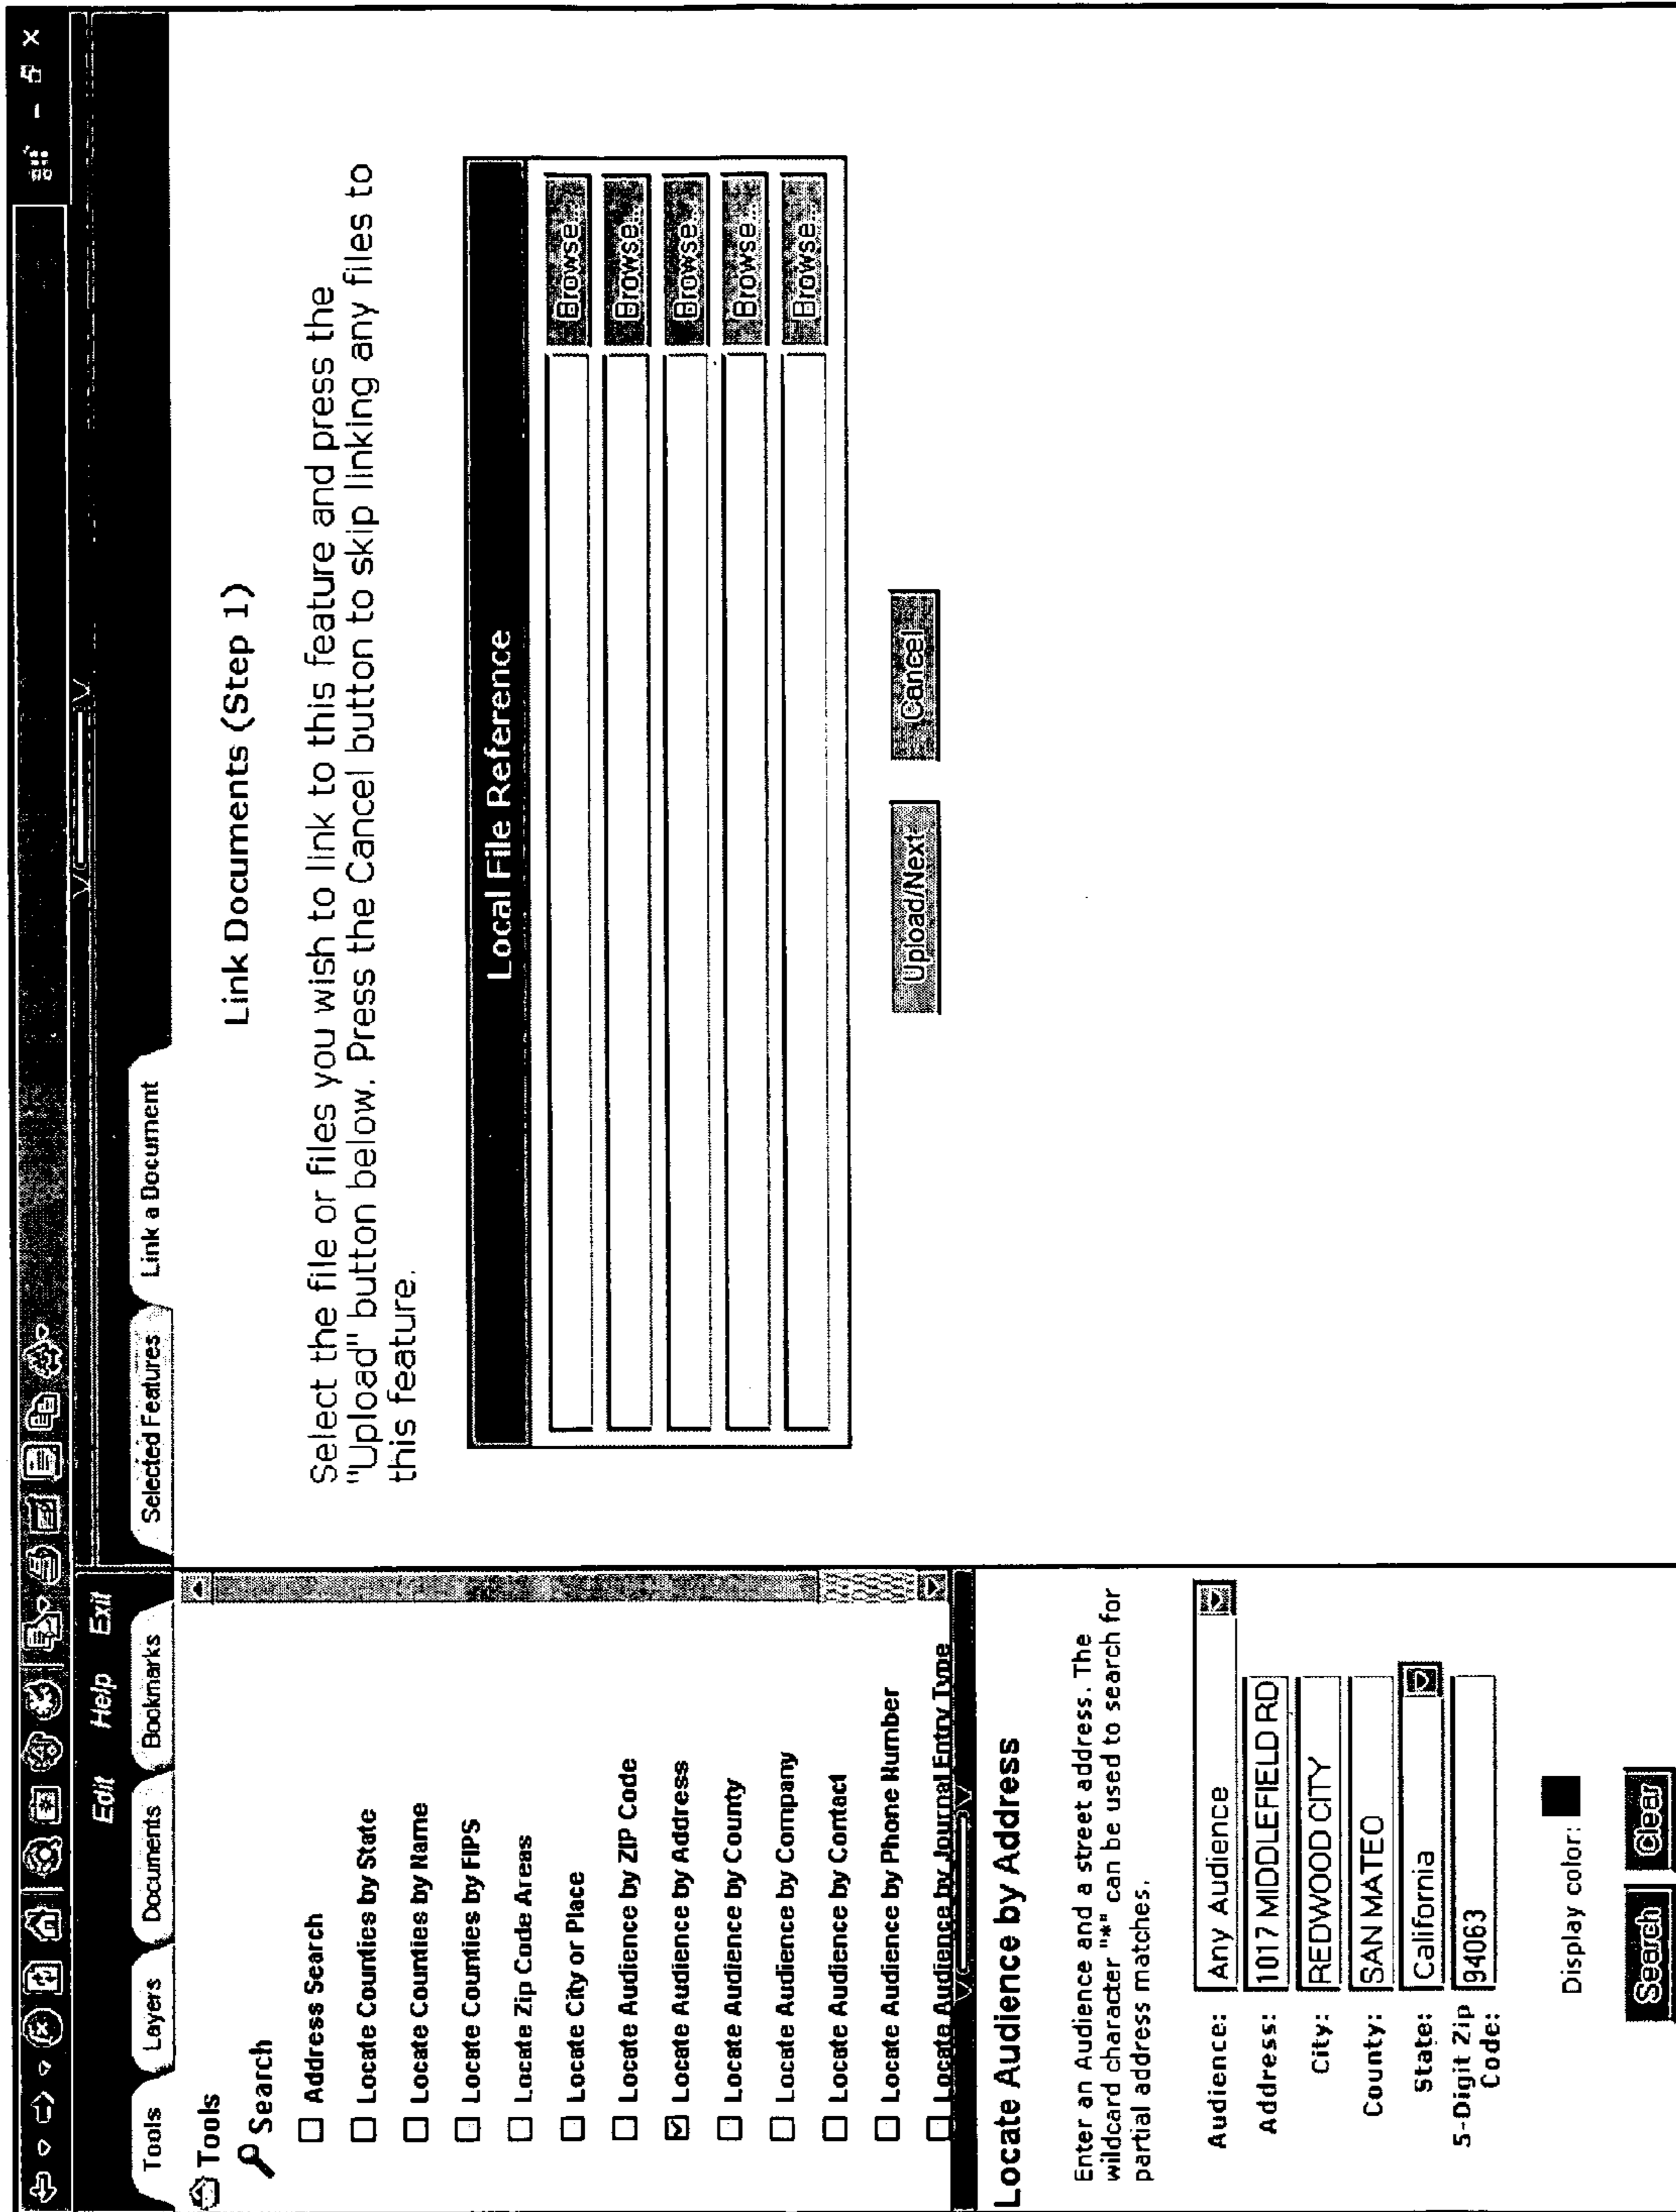 Edit Help Exit
Tools Layers Documents Bookmarks
Selected Features Link a Document
Tools
Search
Address Search
Locate Counties by State
Locate Counties by Name
Locate Counties by FIPS
Locate Zip Code Areas
Locate City or Place
Locate Audience by ZIP Code
Locate Audience by Address
Locate Audience by County
Locate Audience by Company
Locate Audience by Contact
Locate Audience by Phone Number
Locate Audience by Journal Entry Type
Locate Audience by Address
Enter an Audience and a street address. The
wildcard character "*" can be used to search for
partial address matches.
Audience: Any Audience
Address: 1017 MIDDLEFIELD RD
City: REDWOOD CITY
County: SAN MATEO
State: California
5-Digit Zip
Code: 94063
Display color:
Search Clear
Link Documents (Step 1)
Select the file or files you wish to link to this feature and press the
"Upload" button below. Press the Cancel button to skip linking any files to
this feature.
Local File Reference
Browse...
Browse...
Browse...
Browse...
Browse...
Upload/Next Cancel